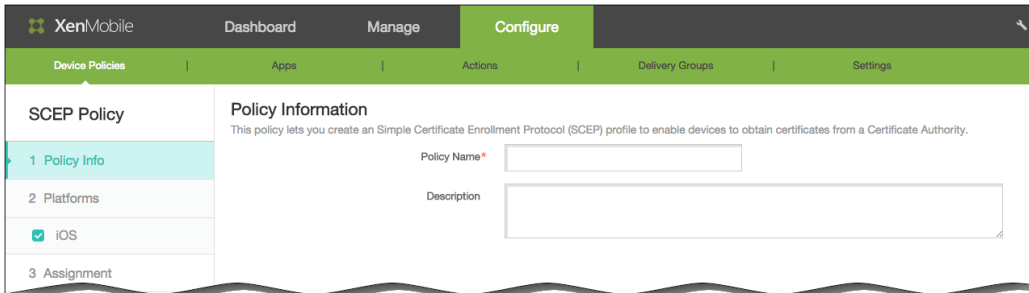 XenMobile Dashboard Manage Configure
Device Policies | Apps | Actions | Delivery Groups | Settings
SCEP Policy
1 Policy Info
2 Platforms
iOS
3 Assignment
Policy Information
This policy lets you create an Simple Certificate Enrollment Protocol (SCEP) profile to enable devices to obtain certificates from a Certificate Authority.
Policy Name*
Description